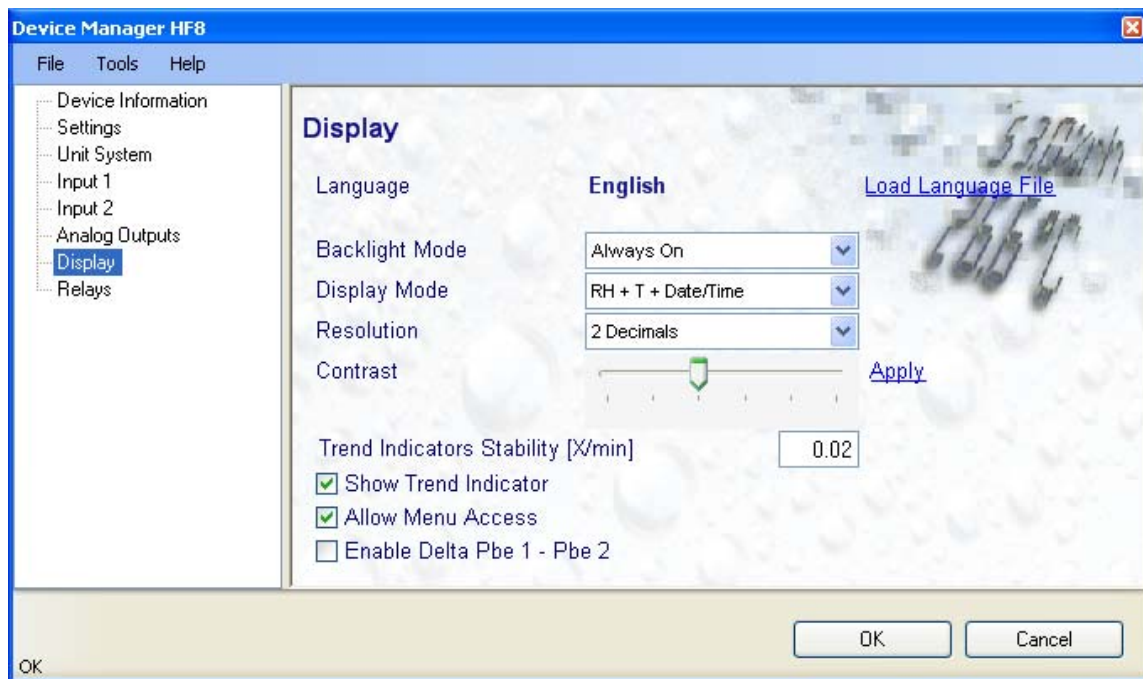 Device Manager HF8
File Tools Help
Device Information
Settings
Unit System
Input 1
Input 2
Analog Outputs
Display
Relays
Display
Language English Load Language File
Backlight Mode Always On
Display Mode RH + T + Date/Time
Resolution 2 Decimals
Contrast Apply
Trend Indicators Stability [X/min] 0.02
Show Trend Indicator
Allow Menu Access
Enable Delta Pbe 1 - Pbe 2
OK Cancel
OK